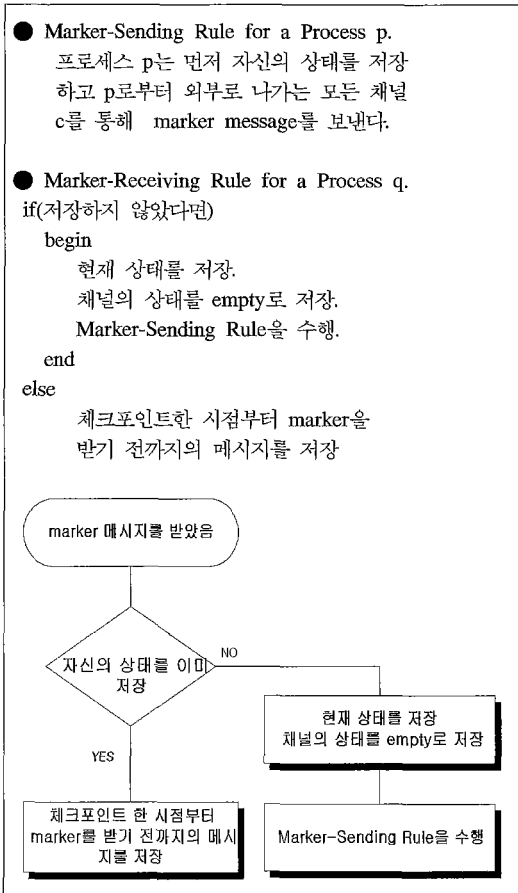 ● Marker-Sending Rule for a Process p.
프로세스 p는 먼저 자신의 상태를 저장
하고 p로부터 외부로 나가는 모든 채널
c를 통해 marker message를 보낸다.
● Marker-Receiving Rule for a Process q.
if(저장하지 않았다면)
begin
현재 상태를 저장.
채널의 상태를 empty로 저장.
Marker-Sending Rule을 수행.
end
else
체크포인트한 시점부터 marker을
받기 전까지의 메시지를 저장
marker 메시지를 받았음
자신의 상태를 이미
저장
NO
YES
현재 상태를 저장
채널의 상태를 empty로 저장
체크포인트 한 시점부터
marker를 받기 전까지의 메시
지를 저장
Marker-Sending Rule을 수행